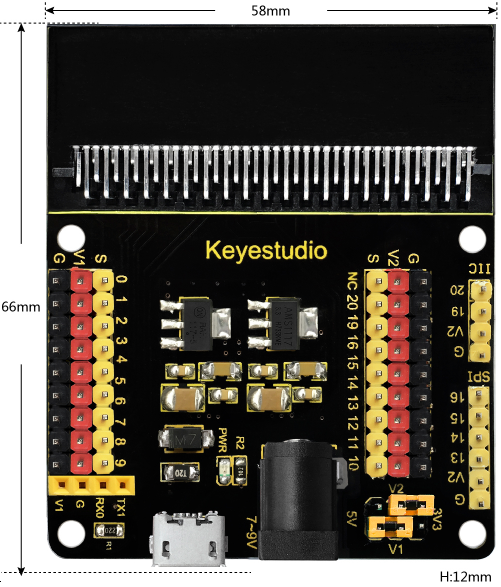 58mm
66mm
Keyestudio
G V1 S
0
1
2
3
4
5
6
7
8
9
V1 G RX0 TX1
R1
S V2 G
NC
20
19
16
15
14
13
12
11
10
IIC
20
19
V2
G
SPI
16
15
14
13
V2
G
M7
PWR
R2
7~9V
5V
V2
3V3
V1
H:12mm